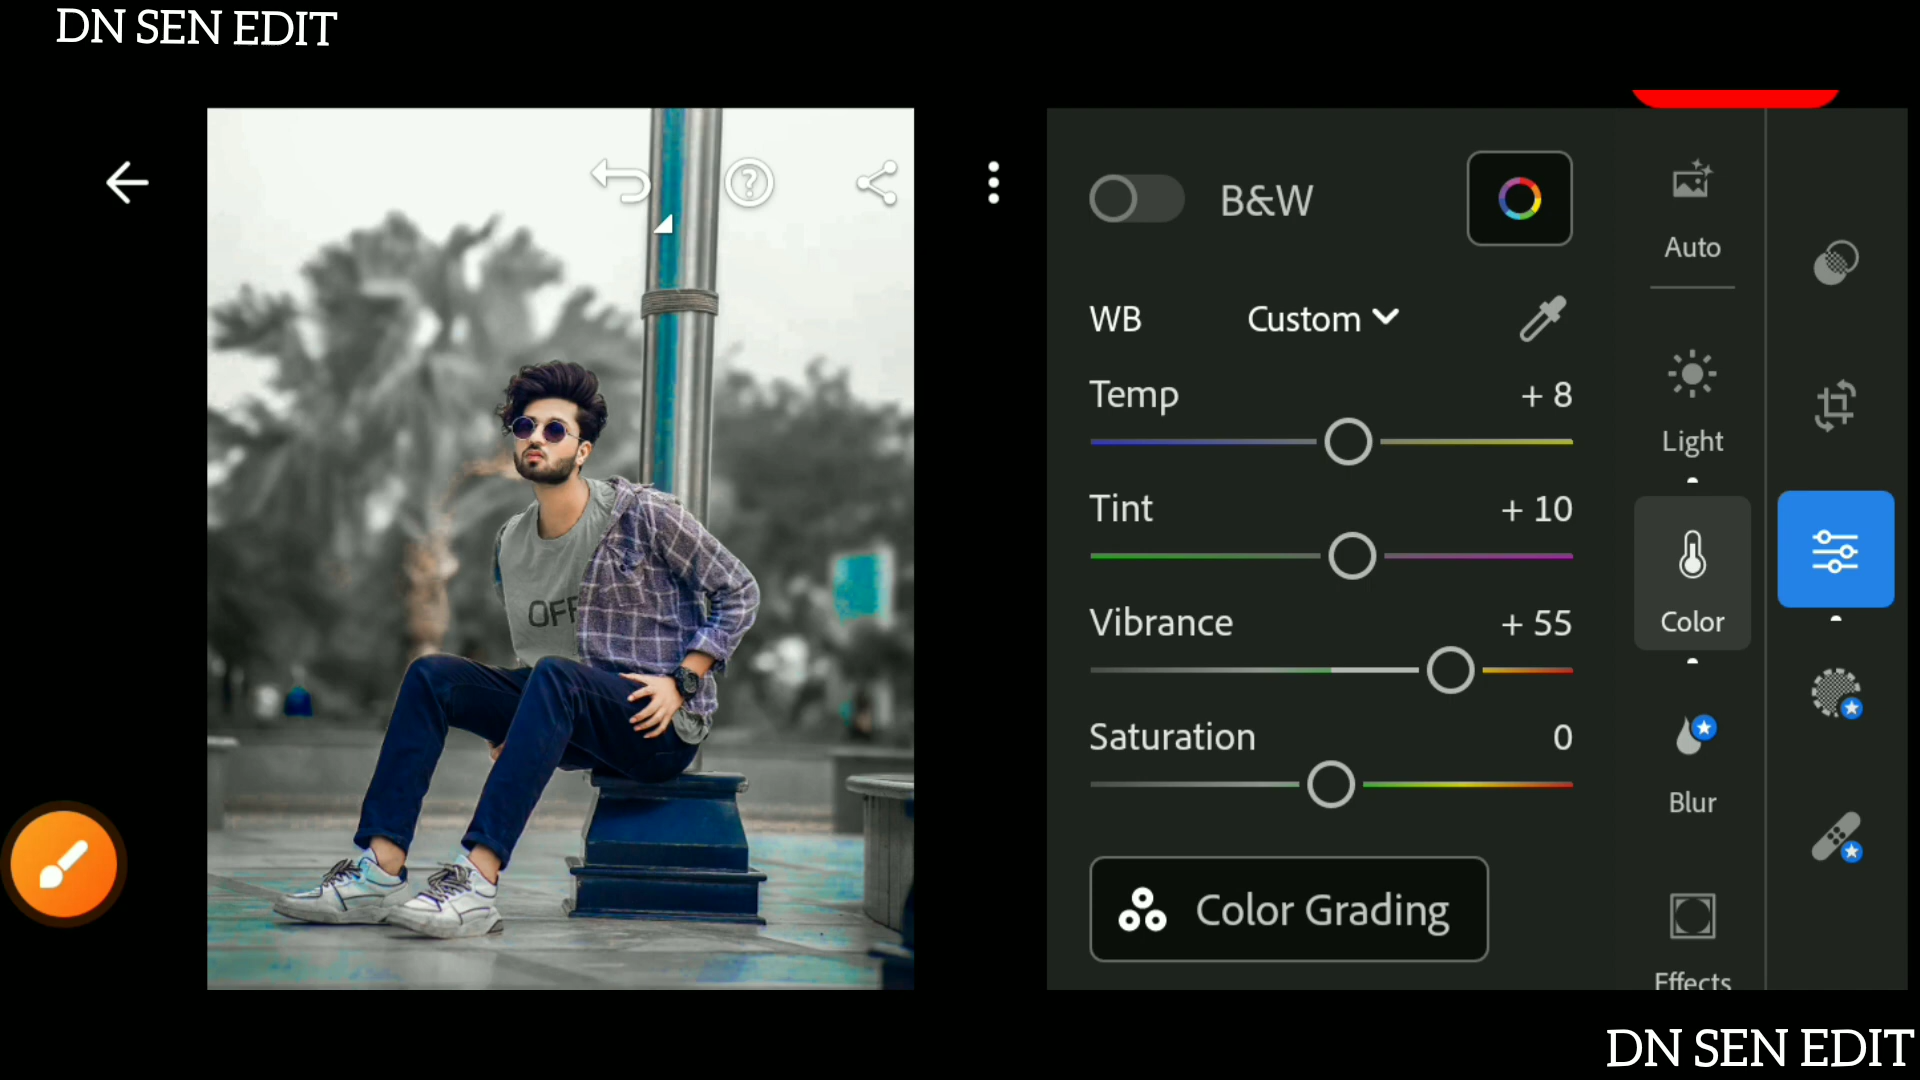 DN SEN EDIT
B&W
Auto
WB Custom
Temp + 8
Light
Tint + 10
Color
Vibrance + 55
OFF
Saturation 0
Blur
Color Grading
Effects
DN SEN EDIT